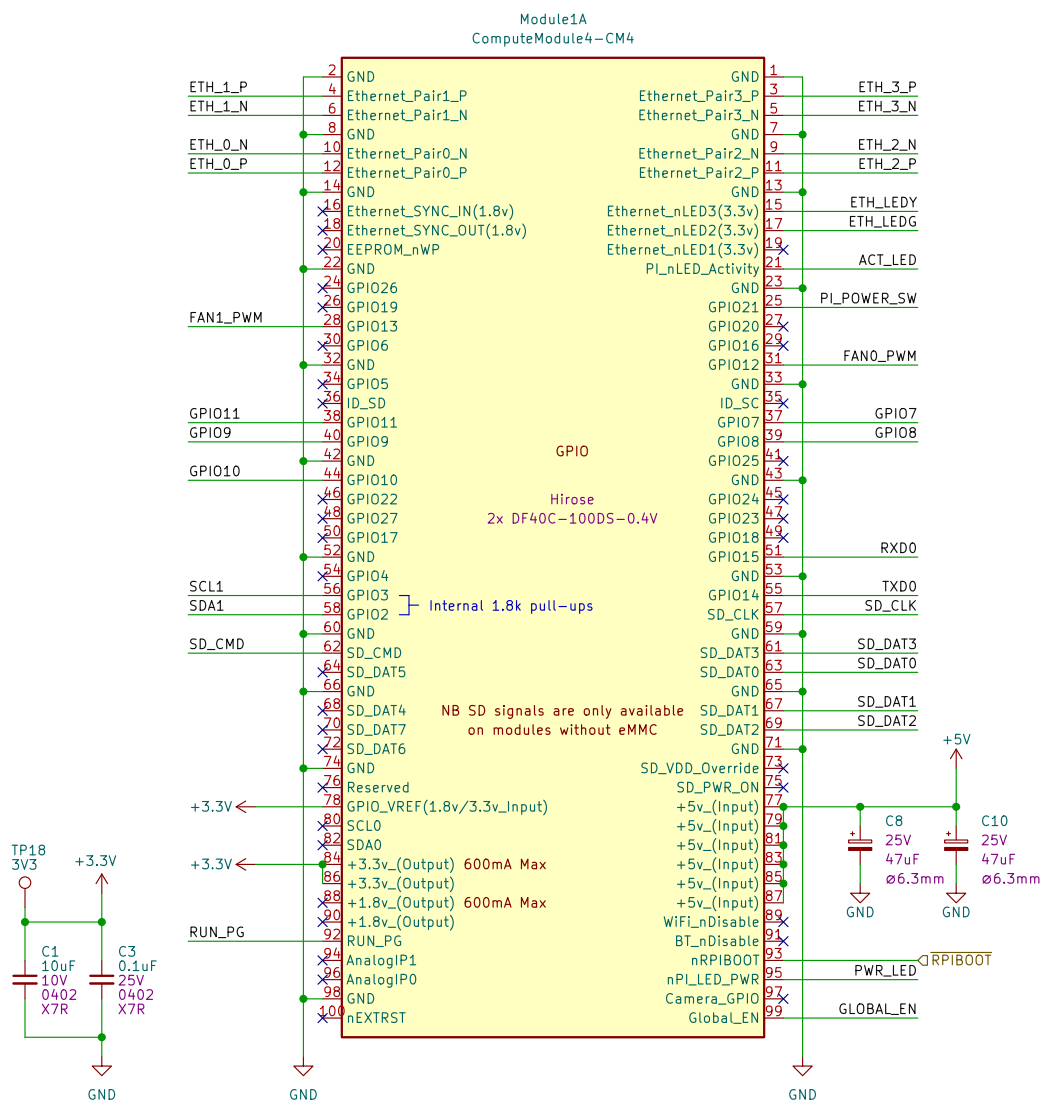 Module1A
ComputeModule4-CM4
2 GND GND 1
ETH_1_P 4 Ethernet_Pair1_P Ethernet_Pair3_P 3 ETH_3_P
ETH_1_N 6 Ethernet_Pair1_N Ethernet_Pair3_N 5 ETH_3_N
8 GND GND 7
ETH_0_N 10 Ethernet_Pair0_N Ethernet_Pair2_N 9 ETH_2_N
ETH_0_P 12 Ethernet_Pair0_P Ethernet_Pair2_P 11 ETH_2_P
14 GND GND 13
16 Ethernet_SYNC_IN(1.8v) Ethernet_nLED3(3.3v) 15 ETH_LEDY
18 Ethernet_SYNC_OUT(1.8v) Ethernet_nLED2(3.3v) 17 ETH_LEDG
20 EEPROM_nWP Ethernet_nLED1(3.3v) 19
22 GND PI_nLED_Activity 21 ACT_LED
24 GPIO26 GND 23
26 GPIO19 GPIO21 25 PI_POWER_SW
FAN1_PWM 28 GPIO13 GPIO20 27
30 GPIO6 GPIO16 29
32 GND GPIO12 31 FAN0_PWM
34 GPIO5 GND 33
36 ID_SD ID_SC 35
GPIO11 38 GPIO11 GPIO7 37 GPIO7
GPIO9 40 GPIO9 GPIO8 39 GPIO8
GPIO
42 GND GPIO25 41
GPIO10 44 GPIO10 GND 43
46 GPIO22 Hirose GPIO24 45
48 GPIO27 2x DF40C-100DS-0.4V GPIO23 47
50 GPIO17 GPIO18 49
52 GND GPIO15 51 RXD0
54 GPIO4 GND 53
SCL1 56 GPIO3 GPIO14 55 TXD0
Internal 1.8k pull-ups
SDA1 58 GPIO2 SD_CLK 57 SD_CLK
60 GND GND 59
SD_CMD 62 SD_CMD SD_DAT3 61 SD_DAT3
64 SD_DAT5 SD_DAT0 63 SD_DAT0
66 GND GND 65
68 SD_DAT4 NB SD signals are only available SD_DAT1 67 SD_DAT1
70 SD_DAT7 on modules without eMMC SD_DAT2 69 SD_DAT2
72 SD_DAT6 GND 71
+5V
74 GND SD_VDD_Override 73
76 Reserved SD_PWR_ON 75
+3.3V 78 GPIO_VREF(1.8v/3.3v_Input) +5v_(Input) 77
80 SCL0 +5v_(Input) 79 C8 C10
82 SDA0 +5v_(Input) 81 25V 25V
47uF 47uF
+3.3V 84 +3.3v_(Output) 600mA Max +5v_(Input) 83
86 +3.3v_(Output) +5v_(Input) 85 ⌀6.3mm ⌀6.3mm
88 +1.8v_(Output) 600mA Max +5v_(Input) 87
GND GND
90 +1.8v_(Output) WiFi_nDisable 89
RUN_PG 92 RUN_PG BT_nDisable 91
94 AnalogIP1 nRPIBOOT 93 RPIBOOT
96 AnalogIP0 nPI_LED_PWR 95 PWR_LED
98 GND Camera_GPIO 97
100 nEXTRST Global_EN 99 GLOBAL_EN
GND GND
TP18
3V3
+3.3V
C1
10uF
10V
0402
X7R
C3
0.1uF
25V
0402
X7R
GND